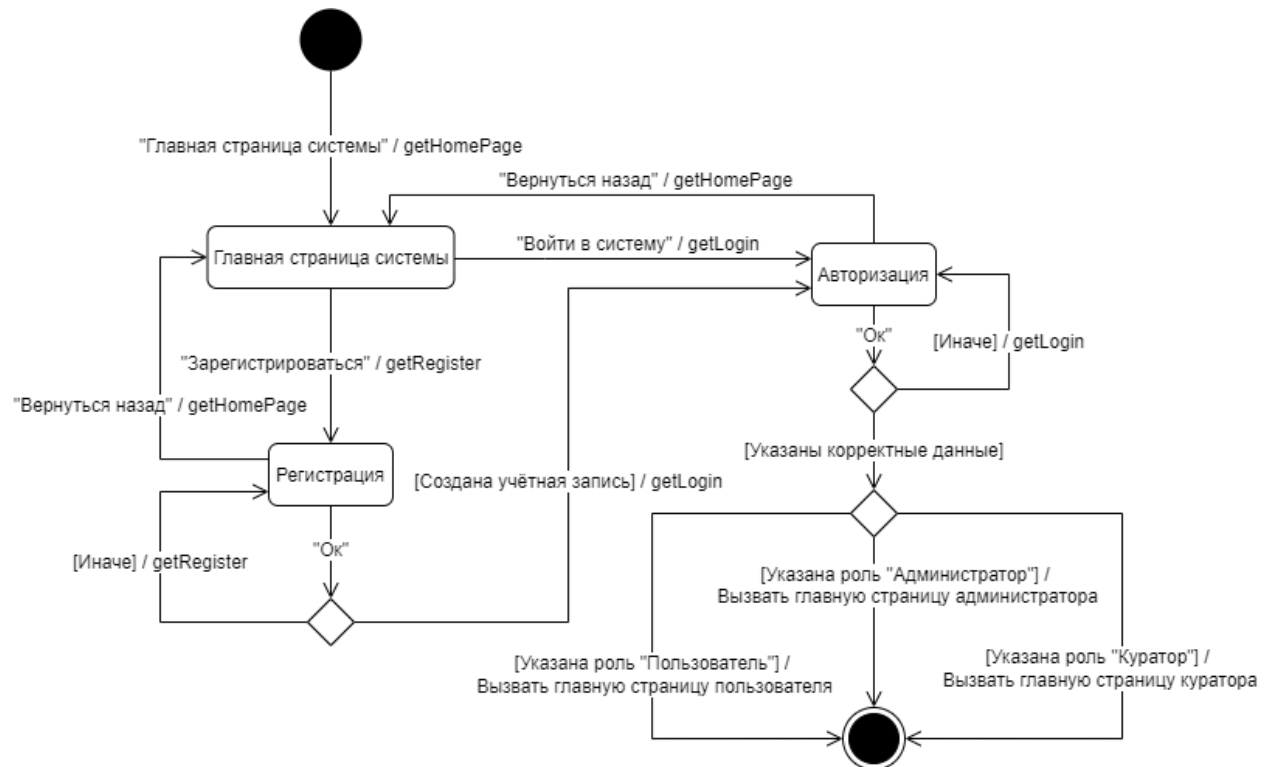 "Главная страница системы" / getHomePage
"Вернуться назад" / getHomePage
Главная страница системы
"Войти в систему" / getLogin
Авторизация
"Ок"
[Иначе] / getLogin
"Зарегистрироваться" / getRegister
"Вернуться назад" / getHomePage
Регистрация
[Создана учётная запись] / getLogin
[Указаны корректные данные]
"Ок"
[Иначе] / getRegister
[Указана роль "Администратор"] /
Вызвать главную страницу администратора
[Указана роль "Пользователь"] /
Вызвать главную страницу пользователя
[Указана роль "Куратор"] /
Вызвать главную страницу куратора